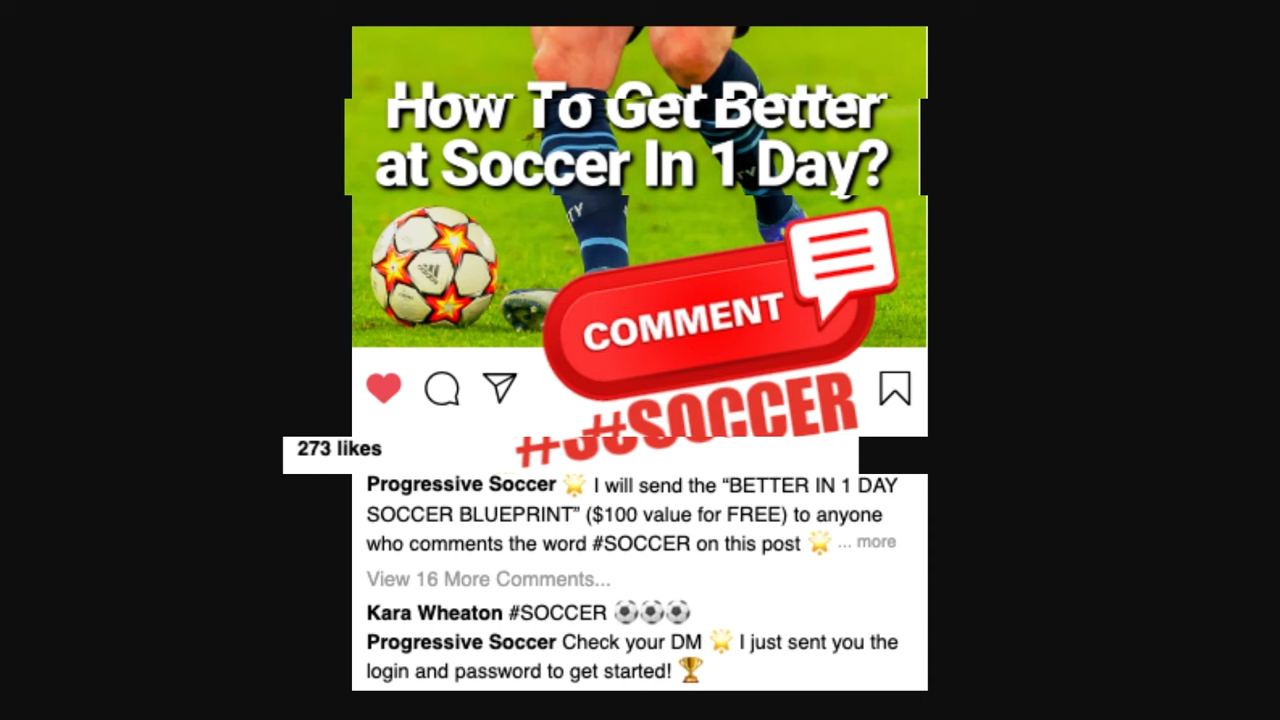 How To Get Better
at Soccer In 1 Day?
COMMENT
#SOCCER
273 likes
Progressive Soccer 🌟 I will send the “BETTER IN 1 DAY
SOCCER BLUEPRINT” ($100 value for FREE) to anyone
who comments the word #SOCCER on this post 🌟 ... more
View 16 More Comments...
Kara Wheaton #SOCCER ⚽⚽⚽
Progressive Soccer Check your DM 🌟 I just sent you the
login and password to get started! 🏆